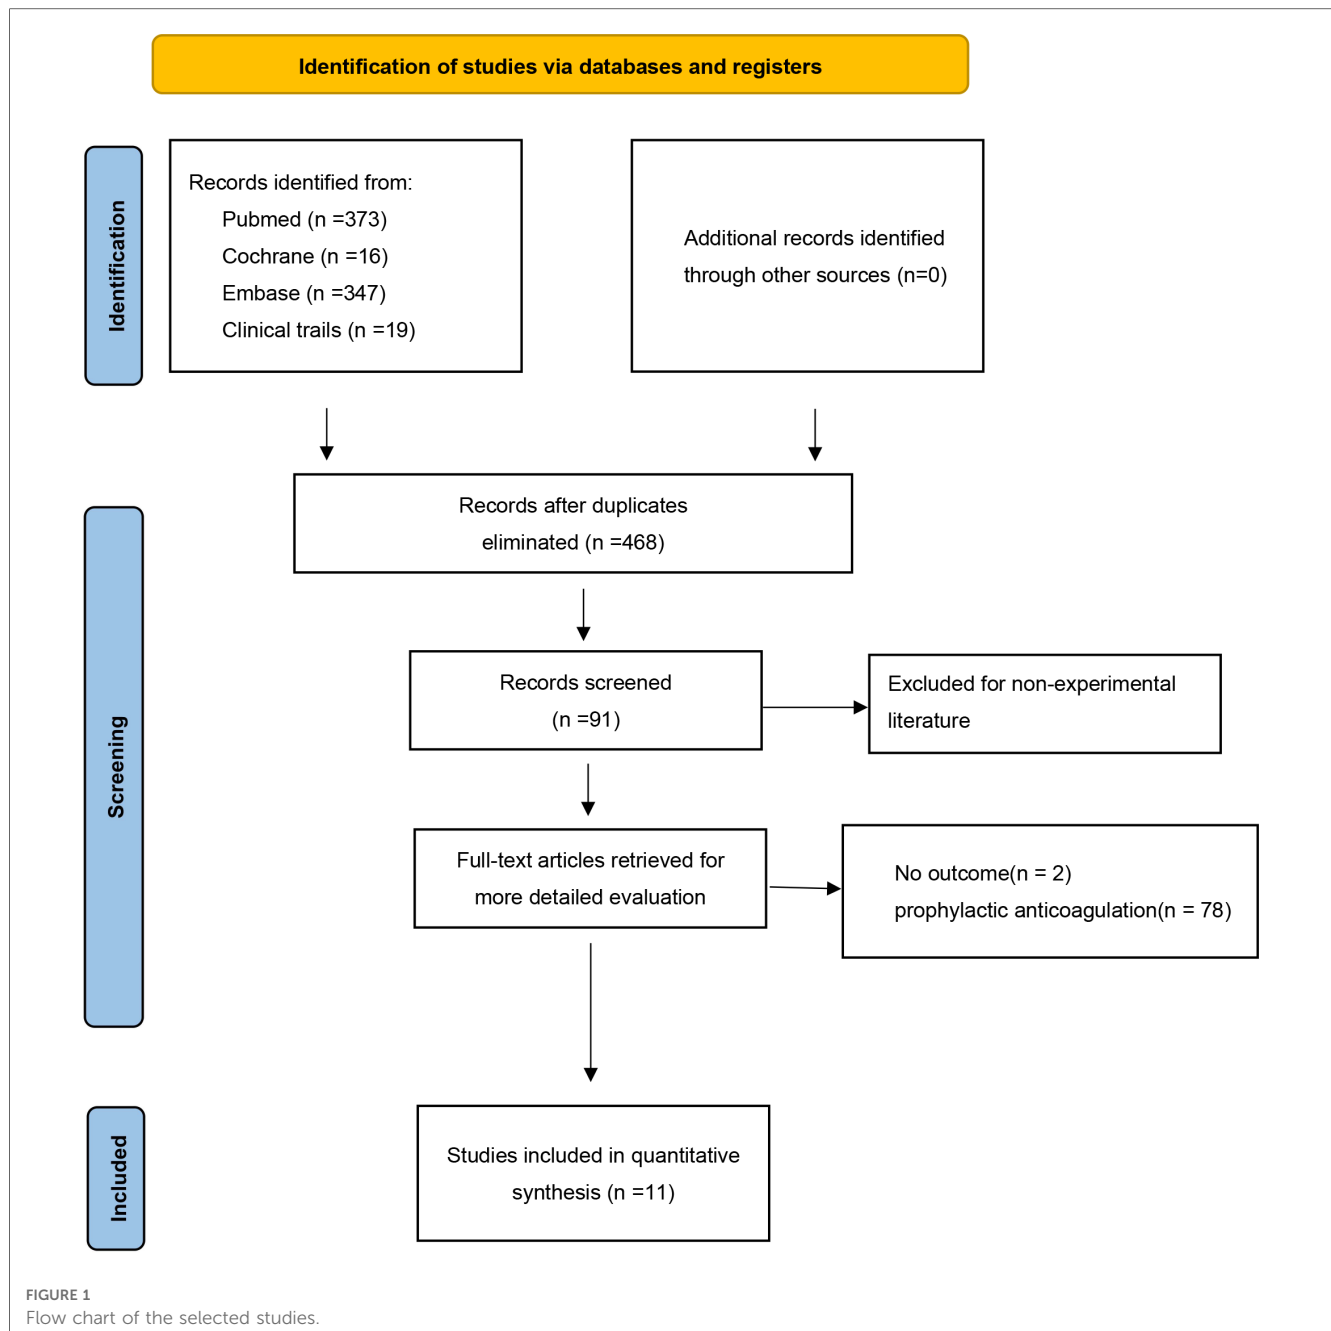 Identification of studies via databases and registers
Identification
Records identified from:
Pubmed (n =373)
Cochrane (n =16)
Embase (n =347)
Clinical trails (n =19)
Additional records identified
through other sources (n=0)
Screening
Records after duplicates
eliminated (n =468)
Records screened
(n =91)
Excluded for non-experimental
literature
Full-text articles retrieved for
more detailed evaluation
No outcome(n = 2)
prophylactic anticoagulation(n = 78)
Included
Studies included in quantitative
synthesis (n =11)
FIGURE 1
Flow chart of the selected studies.